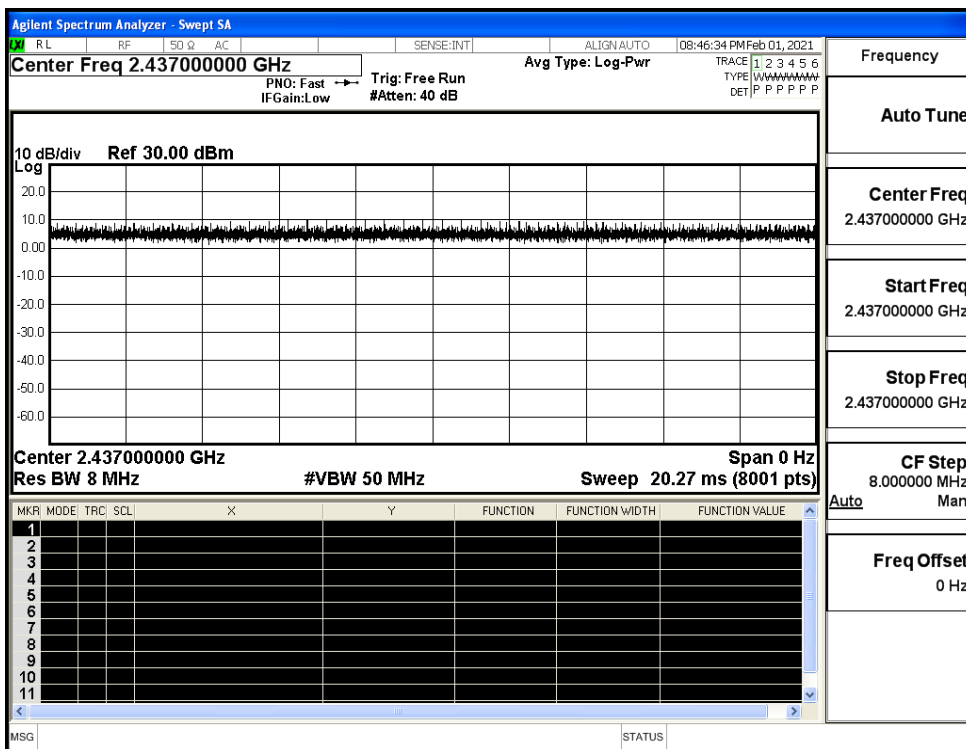 Agilent Spectrum Analyzer - Swept SA
LXI RL RF 50 Ω AC SENSE:INT ALIGN AUTO 08:46:34 PM Feb 01, 2021
Center Freq 2.437000000 GHz
PNO: Fast
IFGain:Low
Trig: Free Run
#Atten: 40 dB
Avg Type: Log-Pwr
TRACE 1 2 3 4 5 6
TYPE WWWWWW
DET P P P P P P
10 dB/div Ref 30.00 dBm
Log
20.0
10.0
0.00
-10.0
-20.0
-30.0
-40.0
-50.0
-60.0
Center 2.437000000 GHz Span 0 Hz
Res BW 8 MHz #VBW 50 MHz Sweep 20.27 ms (8001 pts)
MKR MODE TRC SCL X Y FUNCTION FUNCTION WIDTH FUNCTION VALUE
1
2
3
4
5
6
7
8
9
10
11
MSG STATUS
Frequency
Auto Tune
Center Freq
2.437000000 GHz
Start Freq
2.437000000 GHz
Stop Freq
2.437000000 GHz
CF Step
8.000000 MHz
Auto Man
Freq Offset
0 Hz